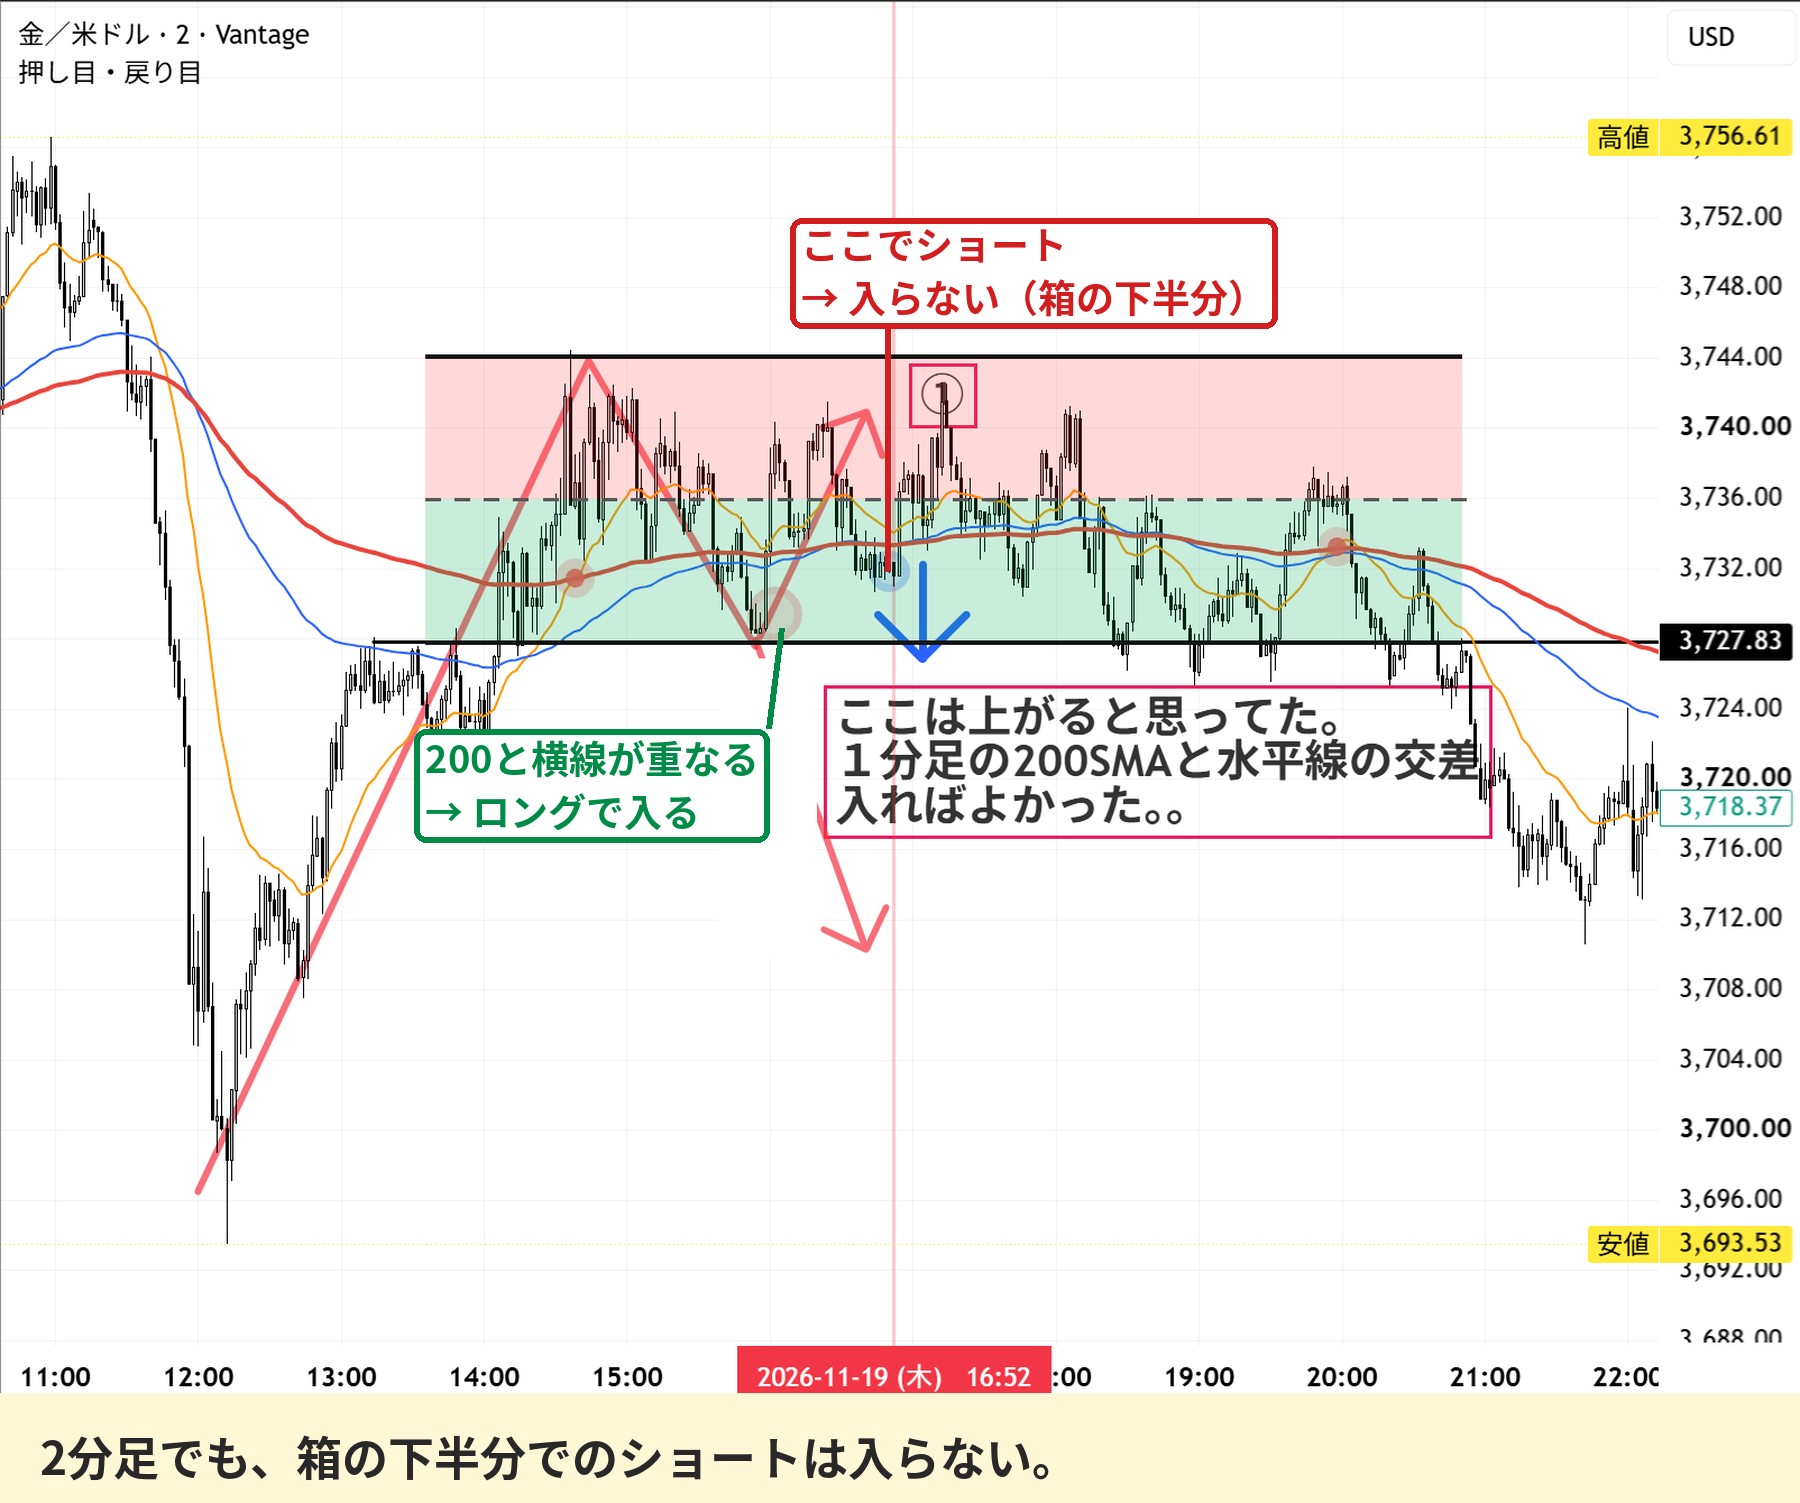 金／米ドル・2・Vantage
押し目・戻り目
USD
高値 3,756.61
3,752.00
3,748.00
3,744.00
3,740.00
3,736.00
3,732.00
3,727.83
3,724.00
3,720.00
3,718.37
3,716.00
3,712.00
3,708.00
3,704.00
3,700.00
3,696.00
安値 3,693.53
3,692.00
3,688.00
ここでショート
→ 入らない（箱の下半分）
200と横線が重なる
→ ロングで入る
ここは上がると思ってた。
１分足の200SMAと水平線の交差
入ればよかった。。
11:00 12:00 13:00 14:00 15:00 2026-11-19 (木) 16:52 :00 19:00 20:00 21:00 22:00
2分足でも、箱の下半分でのショートは入らない。